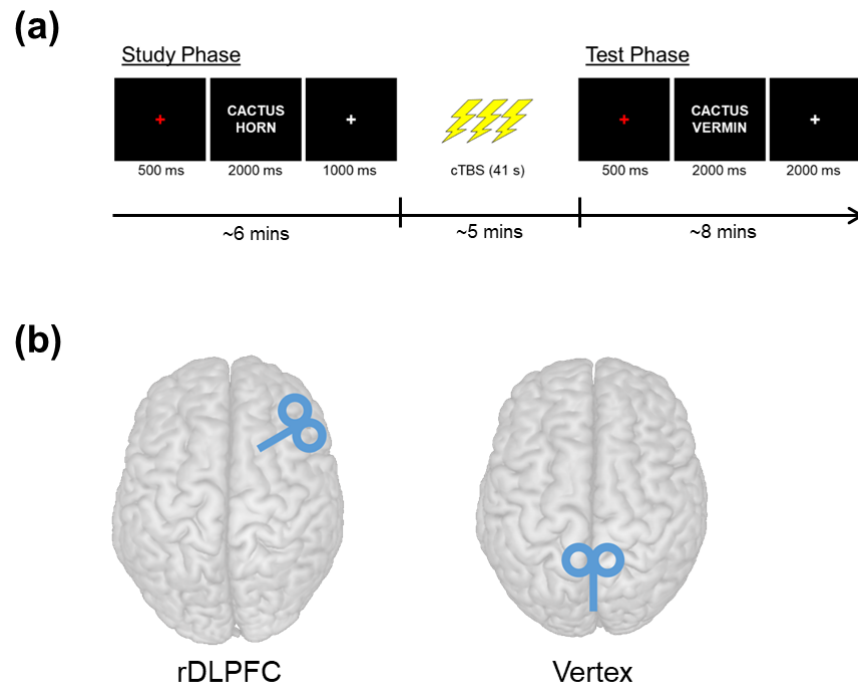 (a)
Study Phase
Test Phase
CACTUS
HORN
CACTUS
VERMIN
500 ms
2000 ms
1000 ms
cTBS (41 s)
500 ms
2000 ms
2000 ms
~6 mins
~5 mins
~8 mins
(b)
rDLPFC
Vertex